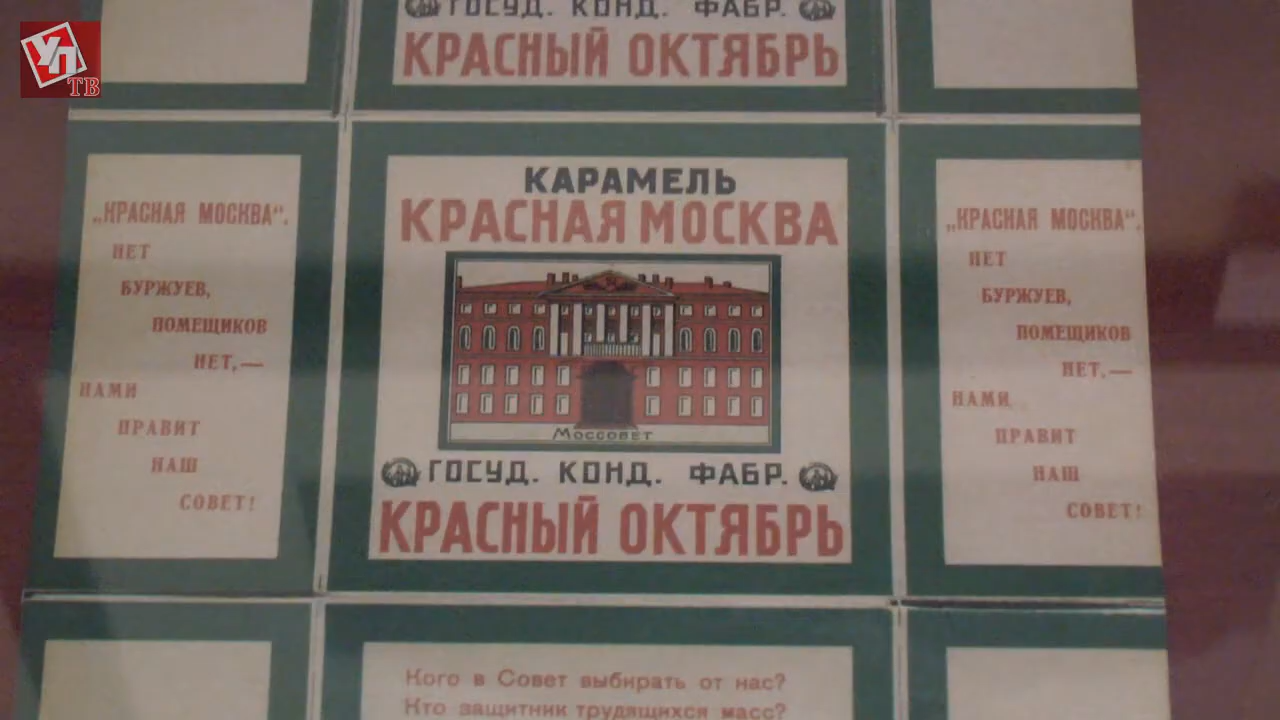 УП
ТВ
ГОСУД. КОНД. ФАБР.
КРАСНЫЙ ОКТЯБРЬ
„КРАСНАЯ МОСКВА“.
НЕТ
БУРЖУЕВ,
ПОМЕЩИКОВ
НЕТ,—
НАМИ
ПРАВИТ
НАШ
СОВЕТ!
КАРАМЕЛЬ
КРАСНАЯ МОСКВА
МОССОВЕТ
ГОСУД. КОНД. ФАБР.
КРАСНЫЙ ОКТЯБРЬ
„КРАСНАЯ МОСКВА“.
НЕТ
БУРЖУЕВ,
ПОМЕЩИКОВ
НЕТ,—
НАМИ
ПРАВИТ
НАШ
СОВЕТ!
Кого в Совет выбирать от нас?
Кто защитник трудящихся масс?